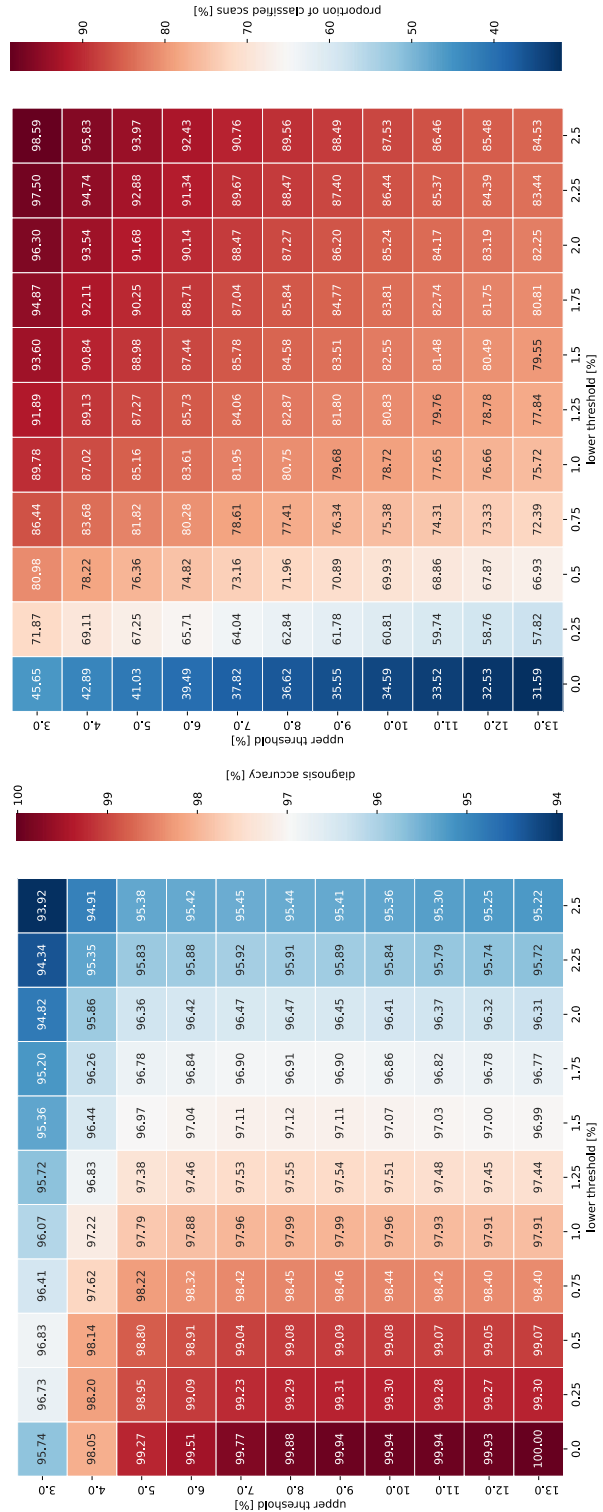 upper threshold [%]
3.0 95.74 96.73 96.83 96.41 96.07 95.72 95.36 95.20 94.82 94.34 93.92
4.0 98.05 98.20 98.14 97.62 97.22 96.83 96.44 96.26 95.86 95.35 94.91
5.0 99.27 98.95 98.80 98.22 97.79 97.38 96.97 96.78 96.36 95.83 95.38
6.0 99.51 99.09 98.91 98.32 97.88 97.46 97.04 96.84 96.42 95.88 95.42
7.0 99.77 99.23 99.04 98.42 97.96 97.53 97.11 96.90 96.47 95.92 95.45
8.0 99.88 99.29 99.08 98.45 97.99 97.55 97.12 96.91 96.47 95.91 95.44
9.0 99.94 99.31 99.09 98.46 97.99 97.54 97.11 96.90 96.45 95.89 95.41
10.0 99.94 99.30 99.08 98.44 97.96 97.51 97.07 96.86 96.41 95.84 95.36
11.0 99.94 99.28 99.07 98.42 97.93 97.48 97.03 96.82 96.37 95.79 95.30
12.0 99.93 99.27 99.05 98.40 97.91 97.45 97.00 96.78 96.32 95.74 95.25
13.0 100.00 99.30 99.07 98.40 97.91 97.44 96.99 96.77 96.31 95.72 95.22
0.0 0.25 0.5 0.75 1.0 1.25 1.5 1.75 2.0 2.25 2.5
lower threshold [%]
100
99
98
97
96
95
94
diagnosis accuracy [%]
upper threshold [%]
3.0 45.65 71.87 80.98 86.44 89.78 91.89 93.60 94.87 96.30 97.50 98.59
4.0 42.89 69.11 78.22 83.68 87.02 89.13 90.84 92.11 93.54 94.74 95.83
5.0 41.03 67.25 76.36 81.82 85.16 87.27 88.98 90.25 91.68 92.88 93.97
6.0 39.49 65.71 74.82 80.28 83.61 85.73 87.44 88.71 90.14 91.34 92.43
7.0 37.82 64.04 73.16 78.61 81.95 84.06 85.78 87.04 88.47 89.67 90.76
8.0 36.62 62.84 71.96 77.41 80.75 82.87 84.58 85.84 87.27 88.47 89.56
9.0 35.55 61.78 70.89 76.34 79.68 81.80 83.51 84.77 86.20 87.40 88.49
10.0 34.59 60.81 69.93 75.38 78.72 80.83 82.55 83.81 85.24 86.44 87.53
11.0 33.52 59.74 68.86 74.31 77.65 79.76 81.48 82.74 84.17 85.37 86.46
12.0 32.53 58.76 67.87 73.33 76.66 78.78 80.49 81.75 83.19 84.39 85.48
13.0 31.59 57.82 66.93 72.39 75.72 77.84 79.55 80.81 82.25 83.44 84.53
0.0 0.25 0.5 0.75 1.0 1.25 1.5 1.75 2.0 2.25 2.5
lower threshold [%]
90
80
70
60
50
40
proportion of classified scans [%]